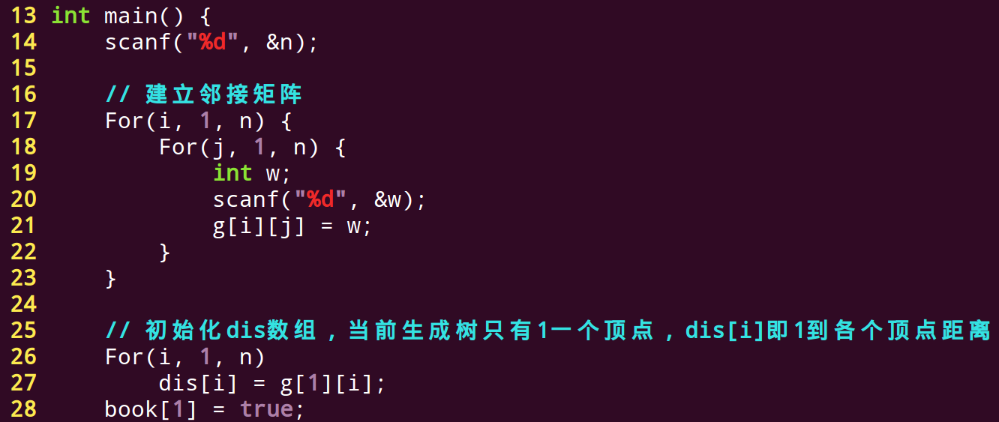 13 int main() {
14     scanf("%d", &n);
15
16     // 建立邻接矩阵
17     For(i, 1, n) {
18         For(j, 1, n) {
19             int w;
20             scanf("%d", &w);
21             g[i][j] = w;
22         }
23     }
24
25     // 初始化dis数组，当前生成树只有1一个顶点，dis[i]即1到各个顶点距离
26     For(i, 1, n)
27         dis[i] = g[1][i];
28     book[1] = true;